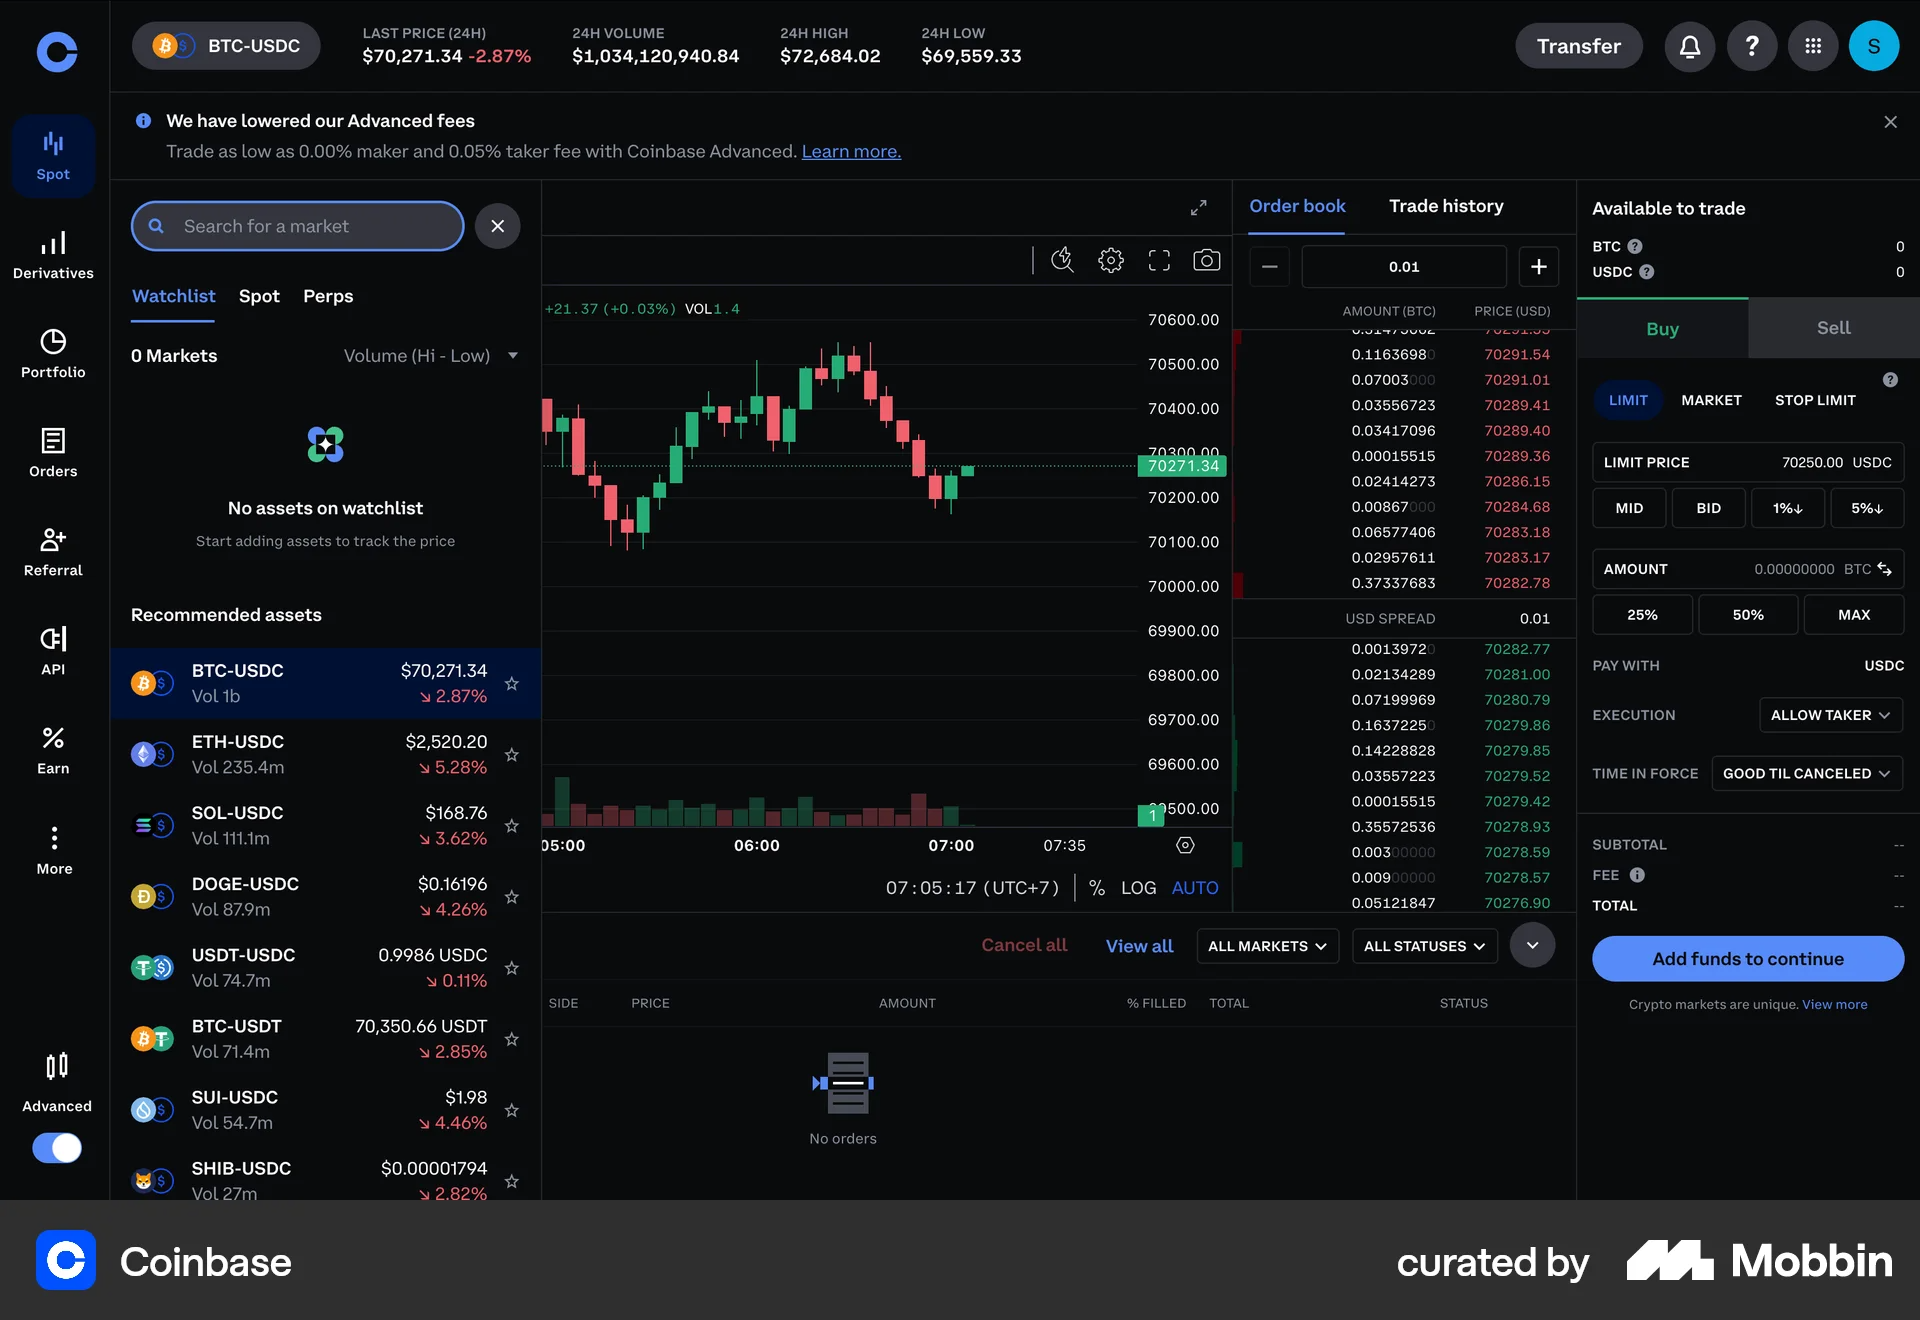 BTC-USDC
LAST PRICE (24H)
$70,271.34 -2.87%
24H VOLUME
$1,034,120,940.84
24H HIGH
$72,684.02
24H LOW
$69,559.33
Transfer
?
S
We have lowered our Advanced fees
Trade as low as 0.00% maker and 0.05% taker fee with Coinbase Advanced. Learn more.
Spot
Derivatives
Portfolio
Orders
Referral
API
Earn
More
Advanced
Search for a market
Watchlist Spot Perps
0 Markets Volume (Hi - Low)
No assets on watchlist
Start adding assets to track the price
Recommended assets
BTC-USDC $70,271.34
Vol 1b ↘ 2.87%
ETH-USDC $2,520.20
Vol 235.4m ↘ 5.28%
SOL-USDC $168.76
Vol 111.1m ↘ 3.62%
DOGE-USDC $0.16196
Vol 87.9m ↘ 4.26%
USDT-USDC 0.9986 USDC
Vol 74.7m ↘ 0.11%
BTC-USDT 70,350.66 USDT
Vol 71.4m ↘ 2.85%
SUI-USDC $1.98
Vol 54.7m ↘ 4.46%
SHIB-USDC $0.00001794
Vol 27m ↘ 2.82%
+21.37 (+0.03%) VOL1.4
70600.00
70500.00
70400.00
70300.00
70271.34
70200.00
70100.00
70000.00
69900.00
69800.00
69700.00
69600.00
1
05:00 06:00 07:00 07:35
07:05:17 (UTC+7) % LOG AUTO
Order book Trade history
0.01
AMOUNT (BTC) PRICE (USD)
0.11636980 70291.54
0.07003000 70291.01
0.03556723 70289.41
0.03417096 70289.40
0.00015515 70289.36
0.02414273 70286.15
0.00867000 70284.68
0.06577406 70283.18
0.02957611 70283.17
0.37337683 70282.78
USD SPREAD 0.01
0.00139720 70282.77
0.02134289 70281.00
0.07199969 70280.79
0.16372250 70279.86
0.14228828 70279.85
0.03557223 70279.52
0.00015515 70279.42
0.35572536 70278.93
0.00300000 70278.59
0.00900000 70278.57
0.05121847 70276.90
Cancel all View all ALL MARKETS ALL STATUSES
SIDE PRICE AMOUNT % FILLED TOTAL STATUS
No orders
Available to trade
BTC ? 0
USDC ? 0
Buy Sell
?
LIMIT MARKET STOP LIMIT
LIMIT PRICE 70250.00 USDC
MID BID 1%↓ 5%↓
AMOUNT 0.00000000 BTC
25% 50% MAX
PAY WITH USDC
EXECUTION ALLOW TAKER
TIME IN FORCE GOOD TIL CANCELED
SUBTOTAL --
FEE --
TOTAL --
Add funds to continue
Crypto markets are unique. View more
Coinbase
curated by Mobbin